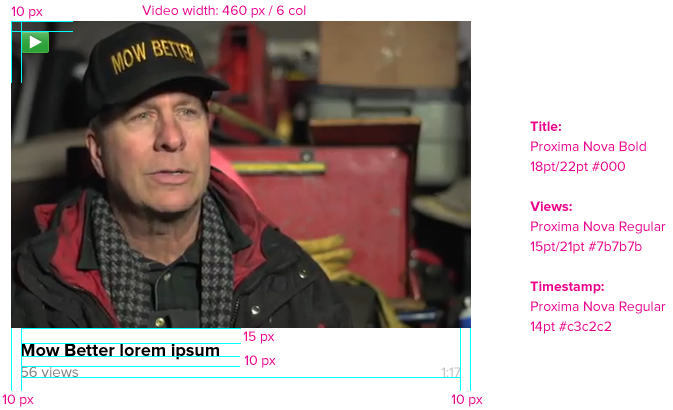 10 px
Video width: 460 px / 6 col
MOW BETTER
Title:
Proxima Nova Bold
18pt/22pt #000
Views:
Proxima Nova Regular
15pt/21pt #7b7b7b
Timestamp:
Proxima Nova Regular
14pt #c3c2c2
15 px
Mow Better lorem ipsum
10 px
56 views
1:17
10 px
10 px